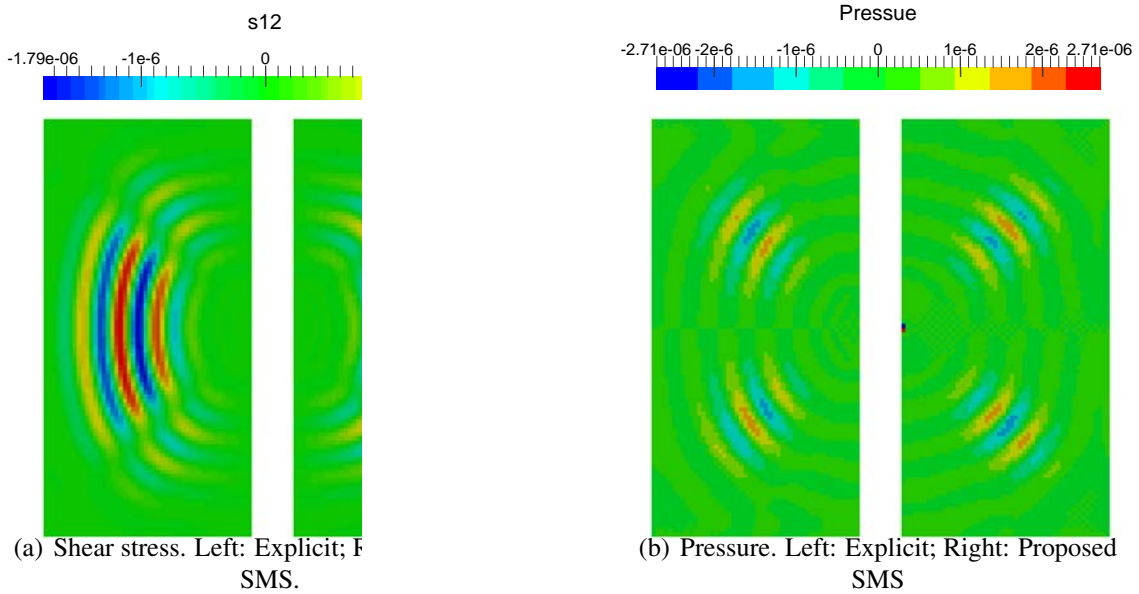 s12
-1.79e-06 -1e-6 0
Pressue
-2.71e-06 -2e-6 -1e-6 0 1e-6 2e-6 2.71e-06
(a) Shear stress. Left: Explicit; R
SMS.
(b) Pressure. Left: Explicit; Right: Proposed
SMS